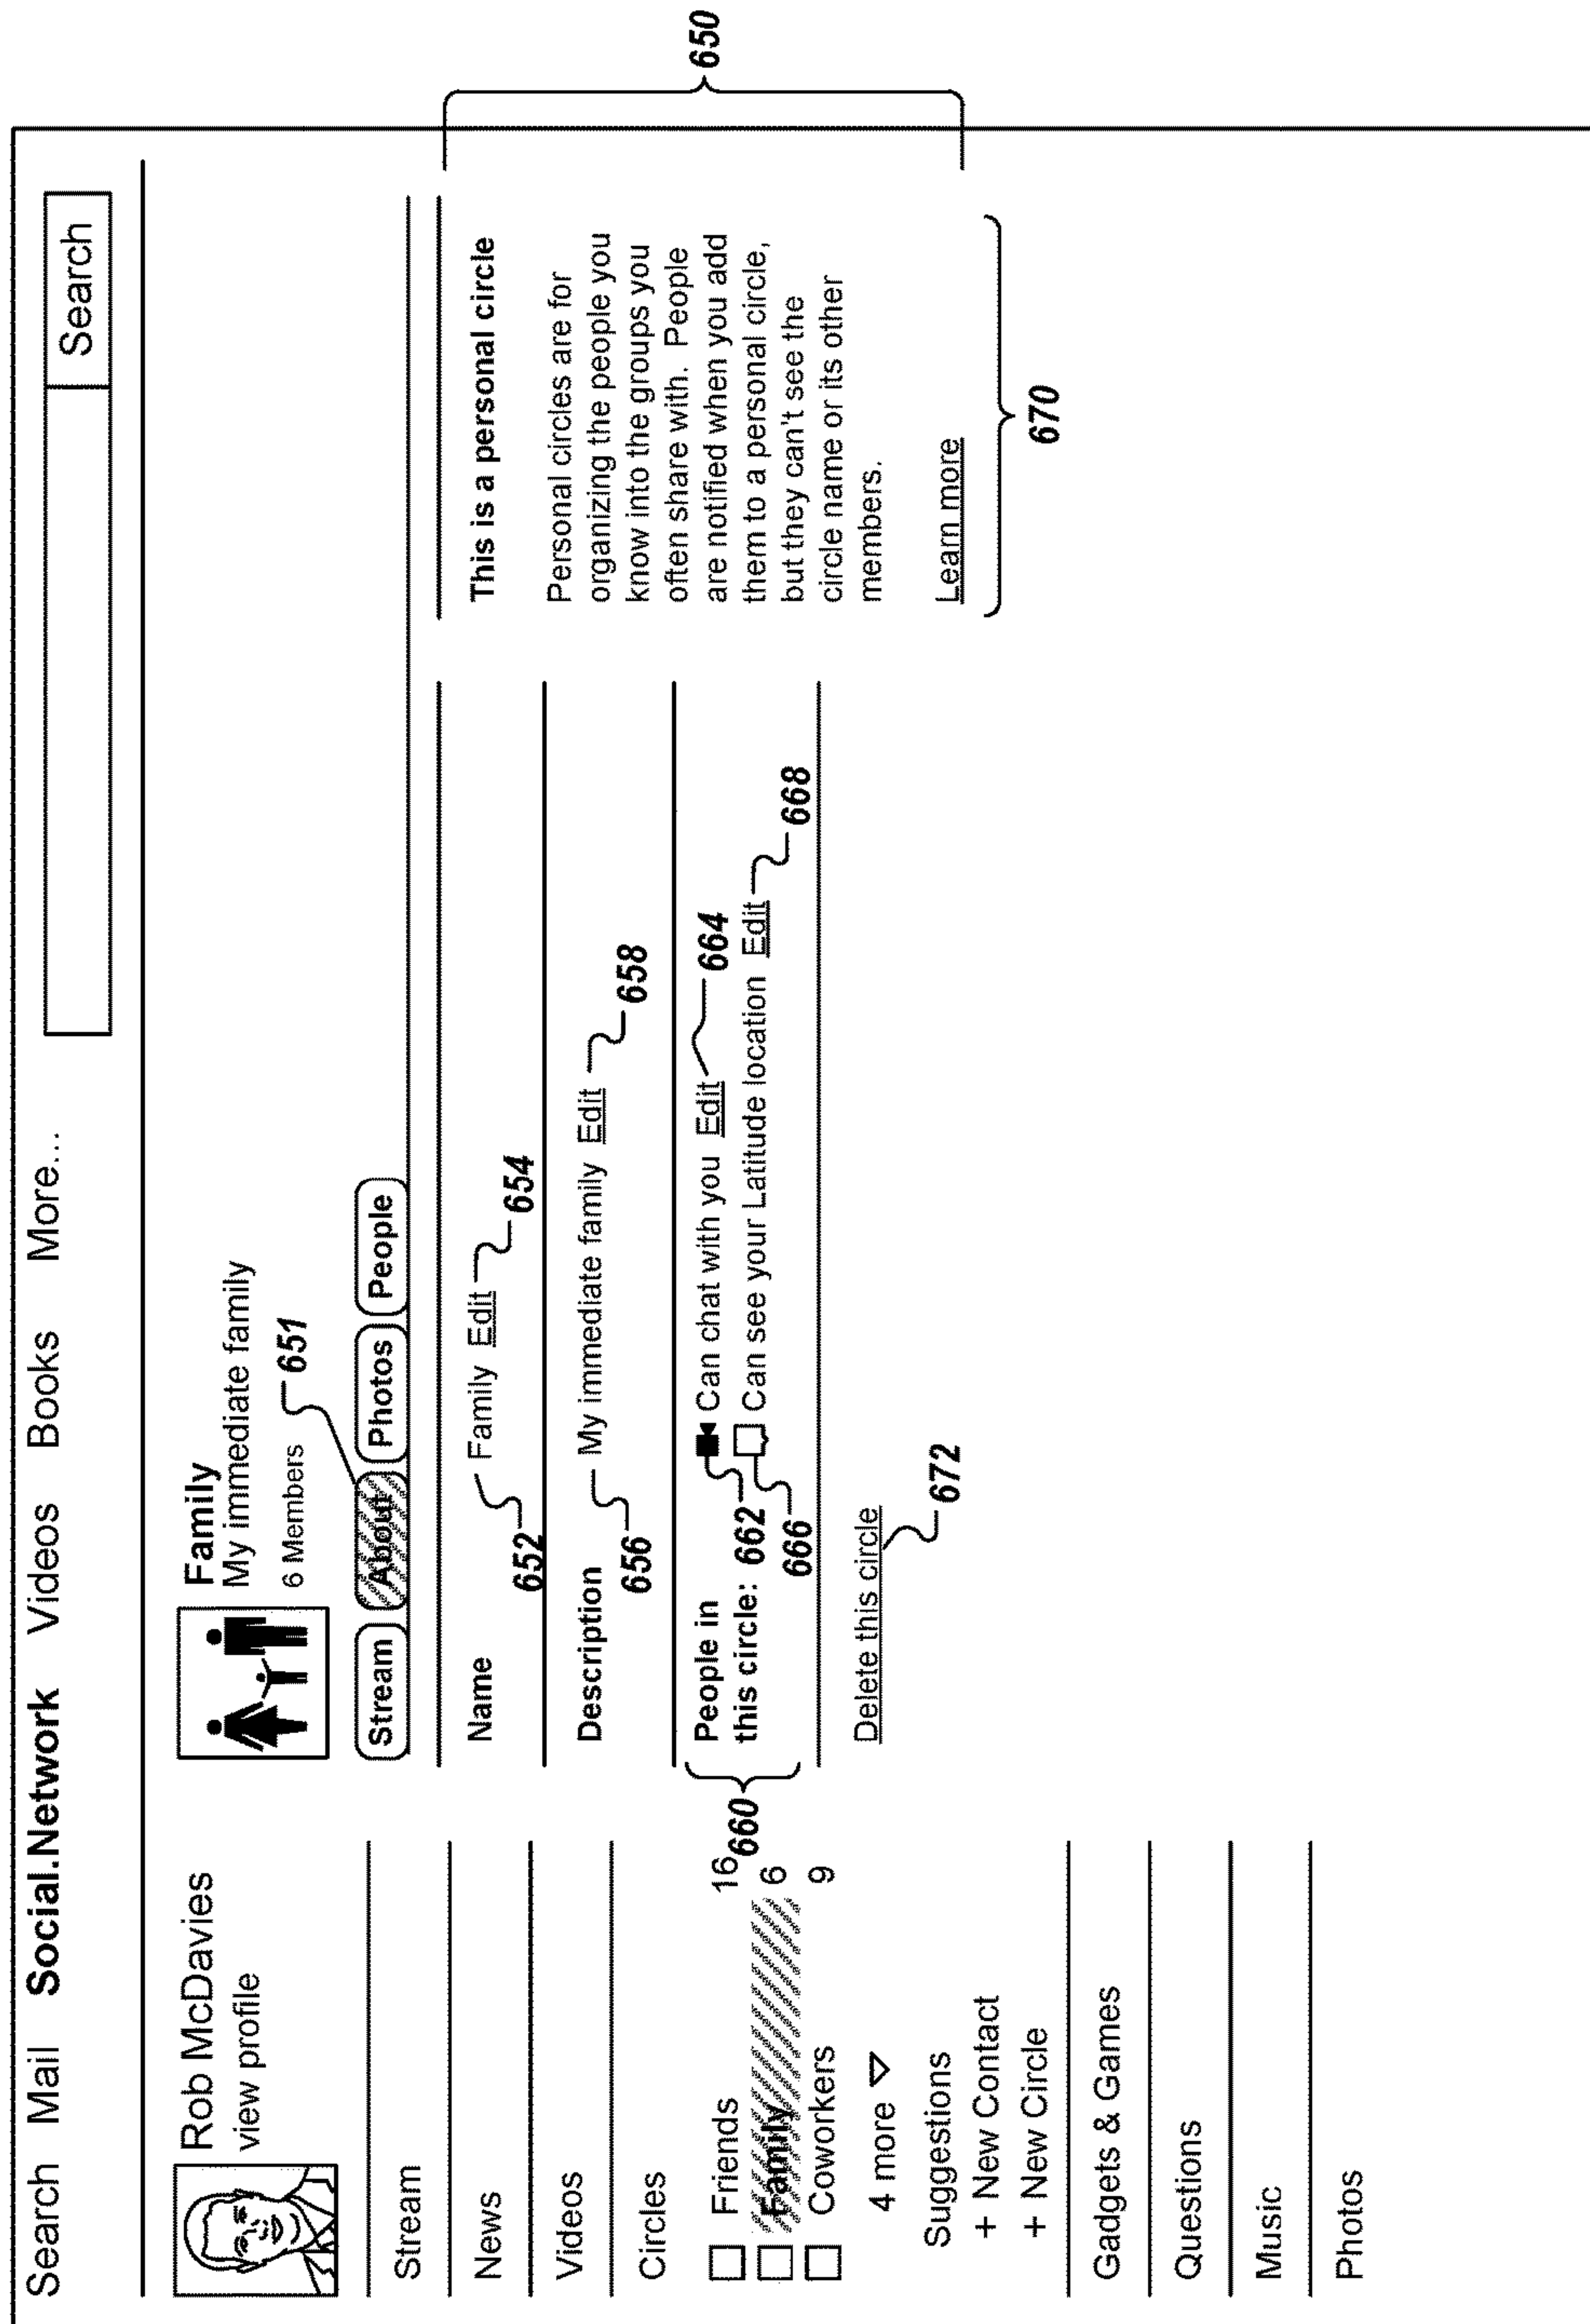 Search Mail Social.Network Videos Books More... Search
Rob McDavies
view profile
Stream
News
Videos
Circles
Friends 16
Family 6
Coworkers 9
4 more
Suggestions
+ New Contact
+ New Circle
Gadgets & Games
Questions
Music
Photos
Family
My immediate family
6 Members 651
Stream About Photos People
Name 652 Family Edit 654
Description 656 My immediate family Edit 658
660
People in
this circle:
662 Can chat with you Edit 664
666 Can see your Latitude location Edit 668
Delete this circle 672
This is a personal circle
Personal circles are for
organizing the people you
know into the groups you
often share with. People
are notified when you add
them to a personal circle,
but they can't see the
circle name or its other
members.
Learn more
670
650